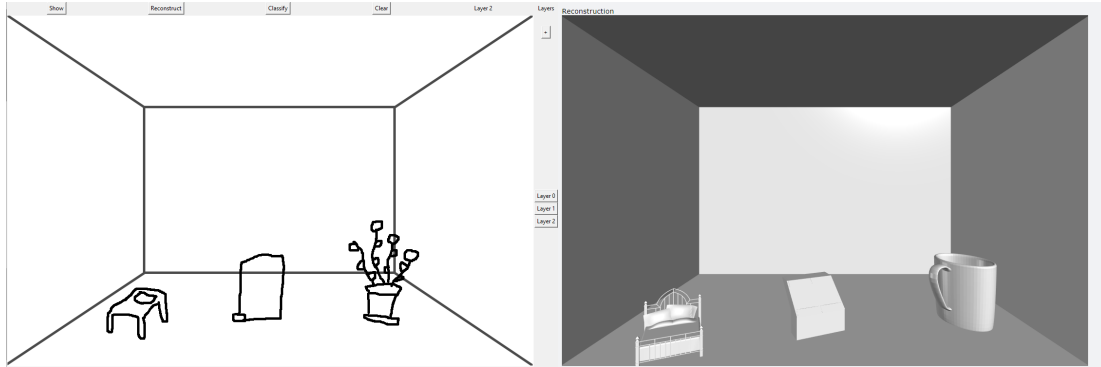 Show Reconstruct Classify Clear Layer 2 Layers
+
Layer 0
Layer 1
Layer 2
Reconstruction